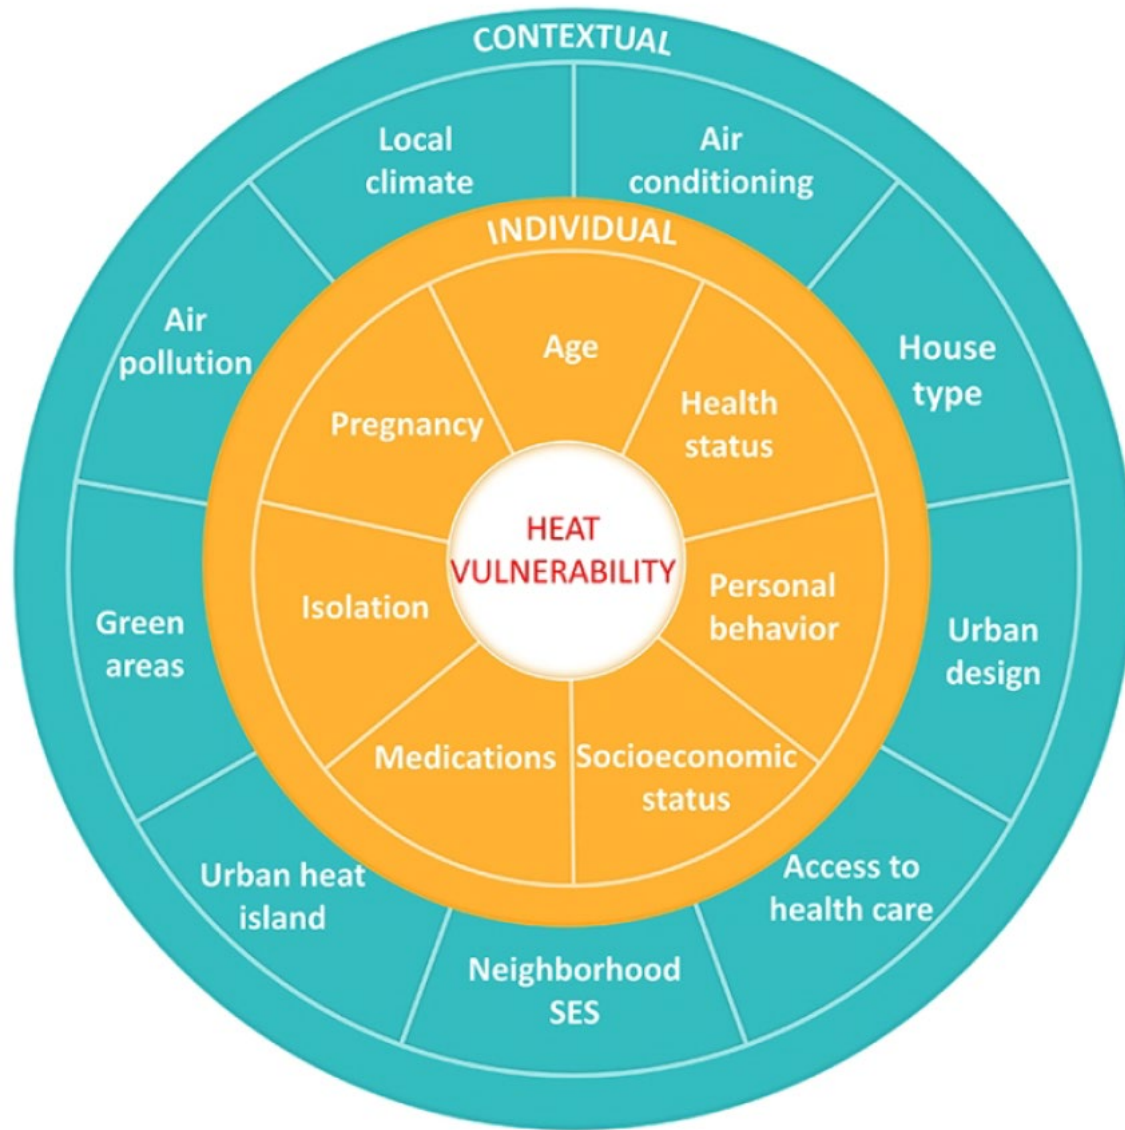 CONTEXTUAL
Local
climate
Air
conditioning
House
type
Urban
design
Access to
health care
Neighborhood
SES
Urban heat
island
Green
areas
Air
pollution
INDIVIDUAL
Age
Health
status
Personal
behavior
Socioeconomic
status
Medications
Isolation
Pregnancy
HEAT
VULNERABILITY